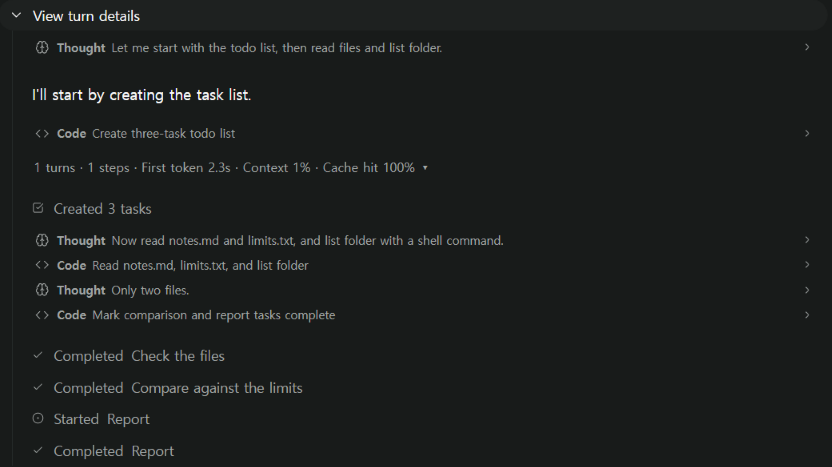 View turn details
Thought Let me start with the todo list, then read files and list folder.
I'll start by creating the task list.
Code Create three-task todo list
1 turns · 1 steps · First token 2.3s · Context 1% · Cache hit 100%
Created 3 tasks
Thought Now read notes.md and limits.txt, and list folder with a shell command.
Code Read notes.md, limits.txt, and list folder
Thought Only two files.
Code Mark comparison and report tasks complete
Completed Check the files
Completed Compare against the limits
Started Report
Completed Report